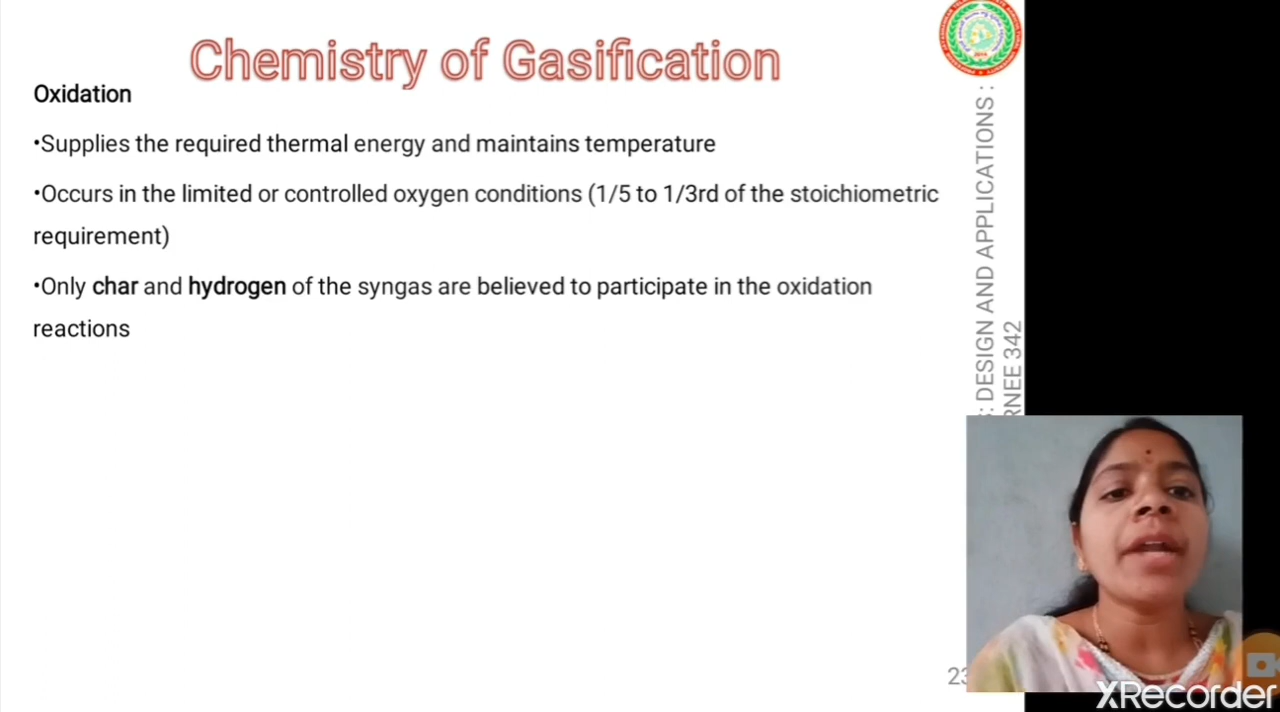 Chemistry of Gasification
Oxidation
•Supplies the required thermal energy and maintains temperature
•Occurs in the limited or controlled oxygen conditions (1/5 to 1/3rd of the stoichiometric
requirement)
•Only char and hydrogen of the syngas are believed to participate in the oxidation
reactions
: DESIGN AND APPLICATIONS :
RNEE 342
23
XRecorder